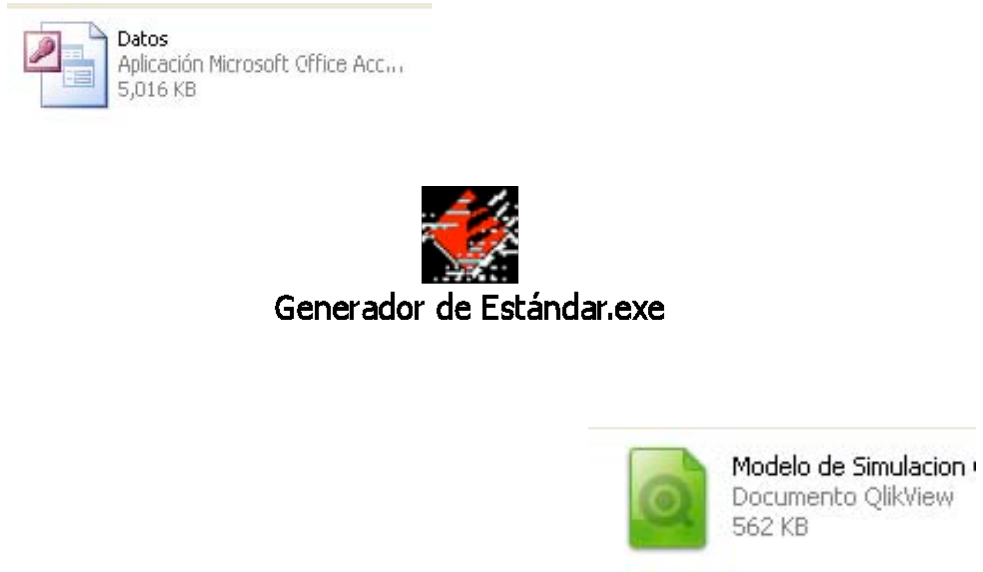 Datos
Aplicación Microsoft Office Acc...
5,016 KB
Generador de Estándar.exe
Modelo de Simulacion
Documento QlikView
562 KB